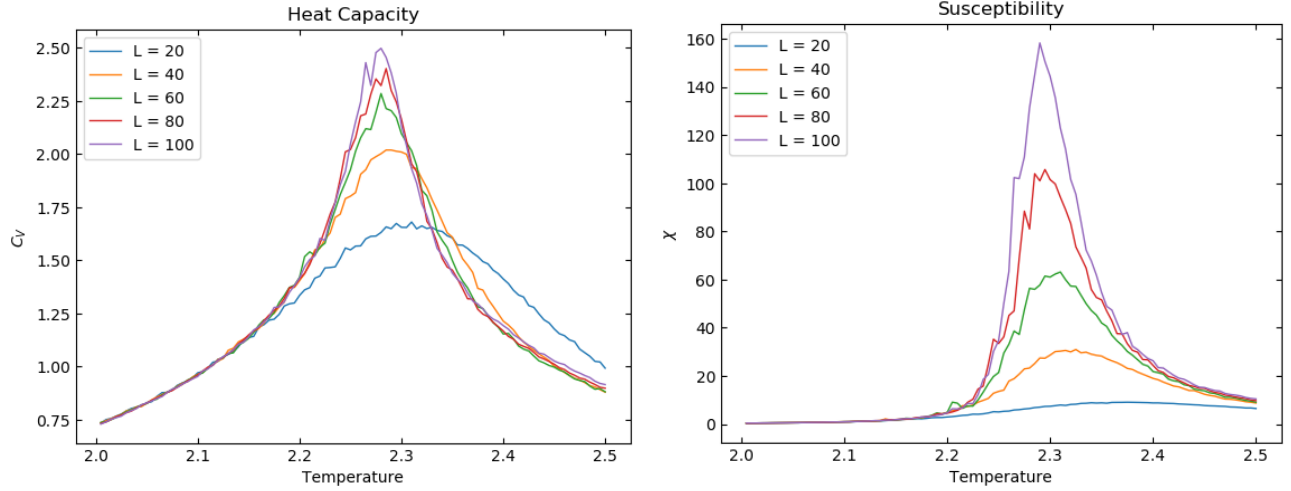 Heat Capacity
L = 20
L = 40
L = 60
L = 80
L = 100
2.50
2.25
2.00
1.75
1.50
1.25
1.00
0.75
C_V
2.0 2.1 2.2 2.3 2.4 2.5
Temperature
Susceptibility
L = 20
L = 40
L = 60
L = 80
L = 100
160
140
120
100
80
60
40
20
0
χ
2.0 2.1 2.2 2.3 2.4 2.5
Temperature